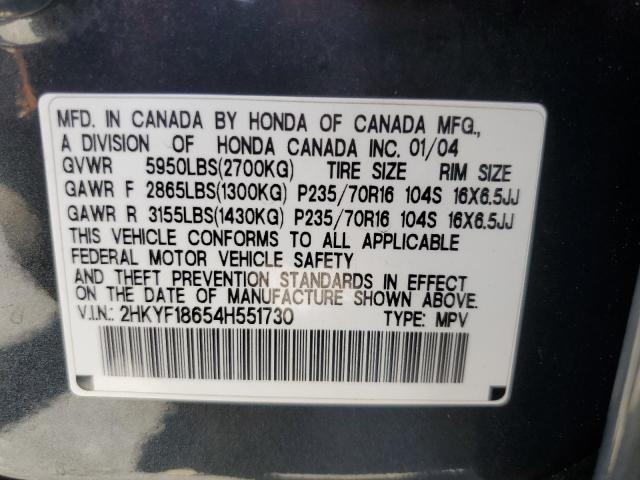 MFD. IN CANADA BY HONDA OF CANADA MFG.,
A DIVISION OF HONDA CANADA INC. 01/04
GVWR 5950LBS(2700KG) TIRE SIZE RIM SIZE
GAWR F 2865LBS(1300KG) P235/70R16 104S 16X6.5JJ
GAWR R 3155LBS(1430KG) P235/70R16 104S 16X6.5JJ
THIS VEHICLE CONFORMS TO ALL APPLICABLE
FEDERAL MOTOR VEHICLE SAFETY
AND THEFT PREVENTION STANDARDS IN EFFECT
ON THE DATE OF MANUFACTURE SHOWN ABOVE.
V.I.N.: 2HKYF18654H551730 TYPE: MPV